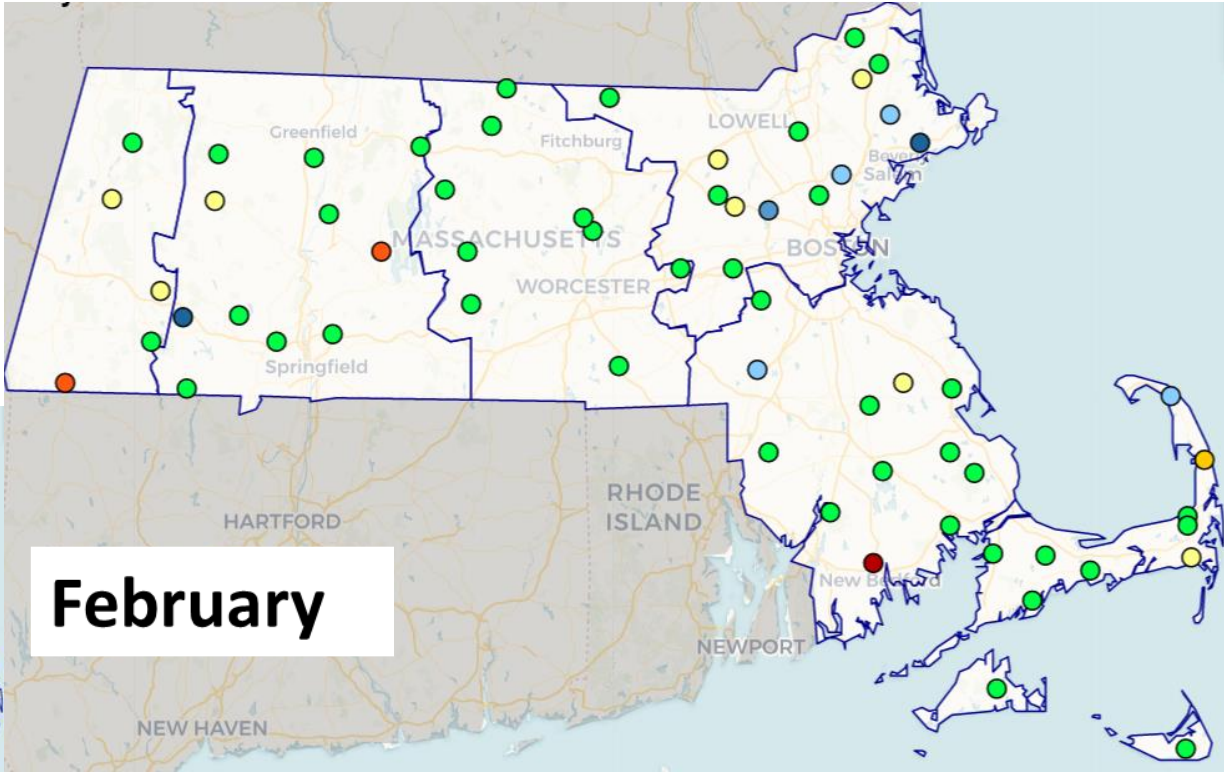 Greenfield
Fitchburg
LOWELL
Beverly
Salem
MASSACHUSETTS
BOSTON
WORCESTER
Springfield
RHODE
ISLAND
HARTFORD
February
New Bedford
NEWPORT
NEW HAVEN